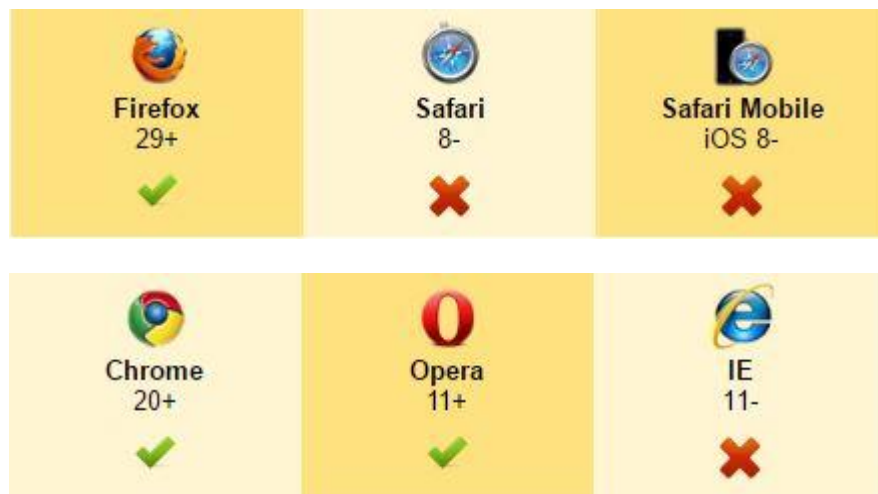 Firefox
29+
Safari
8-
Safari Mobile
iOS 8-
Chrome
20+
Opera
11+
IE
11-